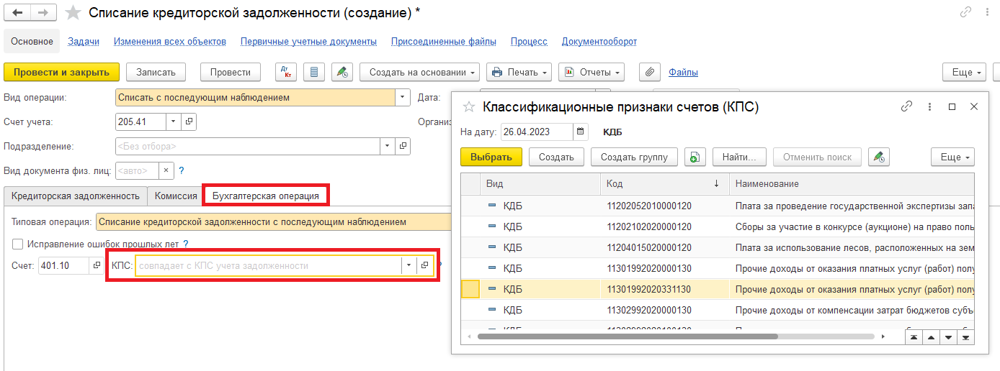 Списание кредиторской задолженности (создание) *
Основное Задачи Изменения всех объектов Первичные учетные документы Присоединенные файлы Процесс Документооборот
Провести и закрыть Записать Провести Дт Кт Создать на основании Печать Отчеты Файлы Еще
Вид операции: Списать с последующим наблюдением Дата:
Счет учета: 205.41 Органи
Подразделение: <Без отбора>
Вид документа физ. лиц: <авто> × ?
Кредиторская задолженность Комиссия Бухгалтерская операция
Типовая операция: Списание кредиторской задолженности с последующим наблюдением
Исправление ошибок прошлых лет ?
Счет: 401.10 КПС: совпадает с КПС учета задолженности
Классификационные признаки счетов (КПС)
На дату: 26.04.2023 КДБ
Выбрать Создать Создать группу Найти... Отменить поиск Еще
Вид Код ↓ Наименование
КДБ 11202052010000120 Плата за проведение государственной экспертизы запа
КДБ 11202102020000120 Сборы за участие в конкурсе (аукционе) на право поль
КДБ 11204015020000120 Плата за использование лесов, расположенных на зем
КДБ 11301992020000130 Прочие доходы от оказания платных услуг (работ) полу
КДБ 11301992020331130 Прочие доходы от оказания платных услуг (работ) полу
КДБ 11302992020000130 Прочие доходы от компенсации затрат бюджетов субъ